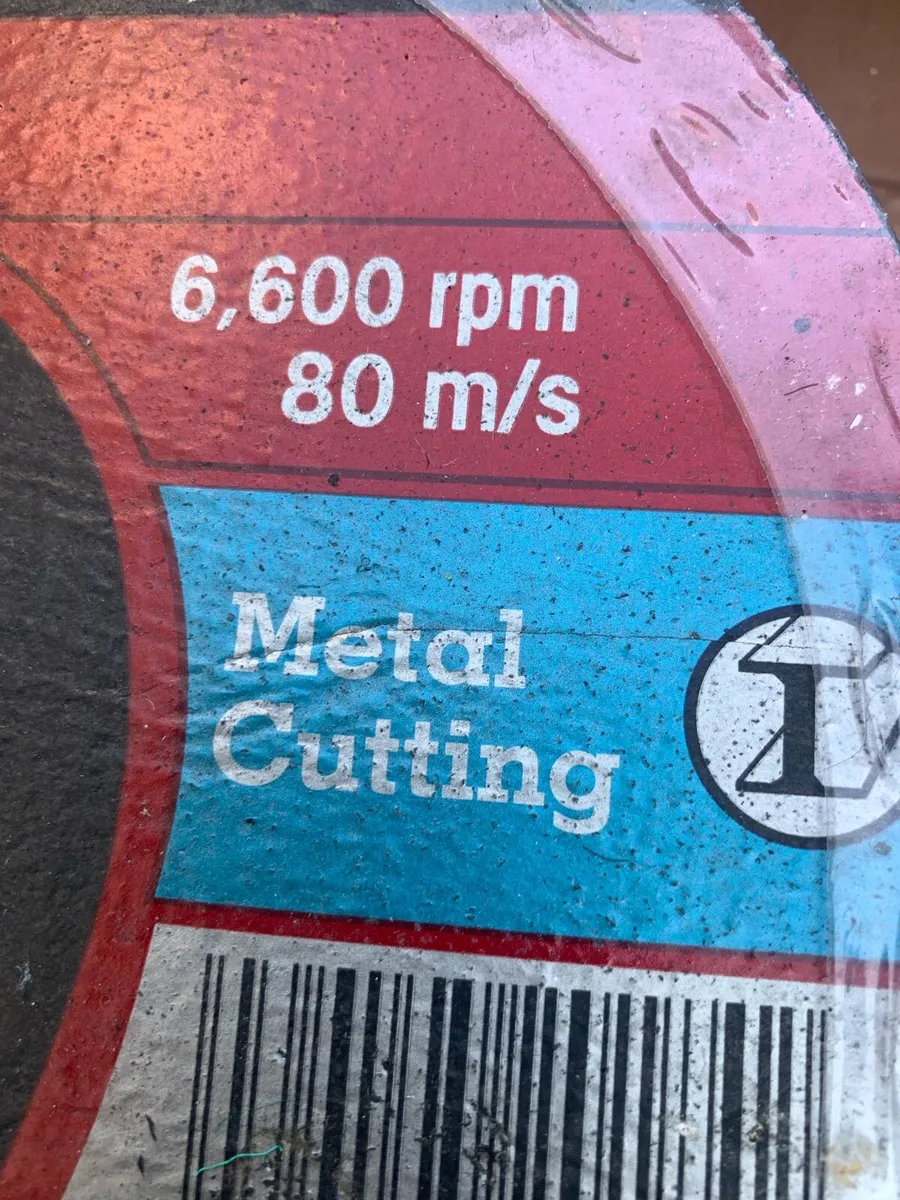 6,600 rpm
80 m/s
Metal
Cutting